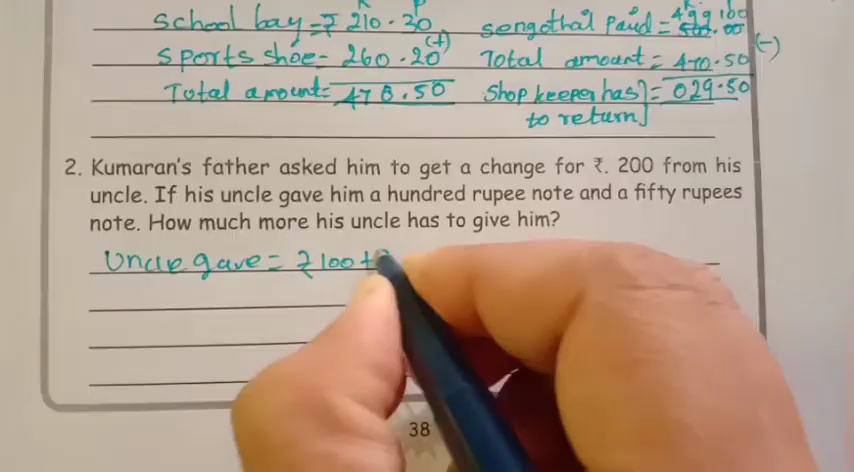 K P
School bag = ₹ 210.30
Sports shoe = 260.20 (+)
Total amount = 470.50
Songothai Paid = 500.00 499 100
Total amount = 470.50 (-)
Shop keeper has] = 029.50
to return]
2. Kumaran's father asked him to get a change for ₹. 200 from his
uncle. If his uncle gave him a hundred rupee note and a fifty rupees
note. How much more his uncle has to give him?
Uncle gave = ₹ 100 +
38